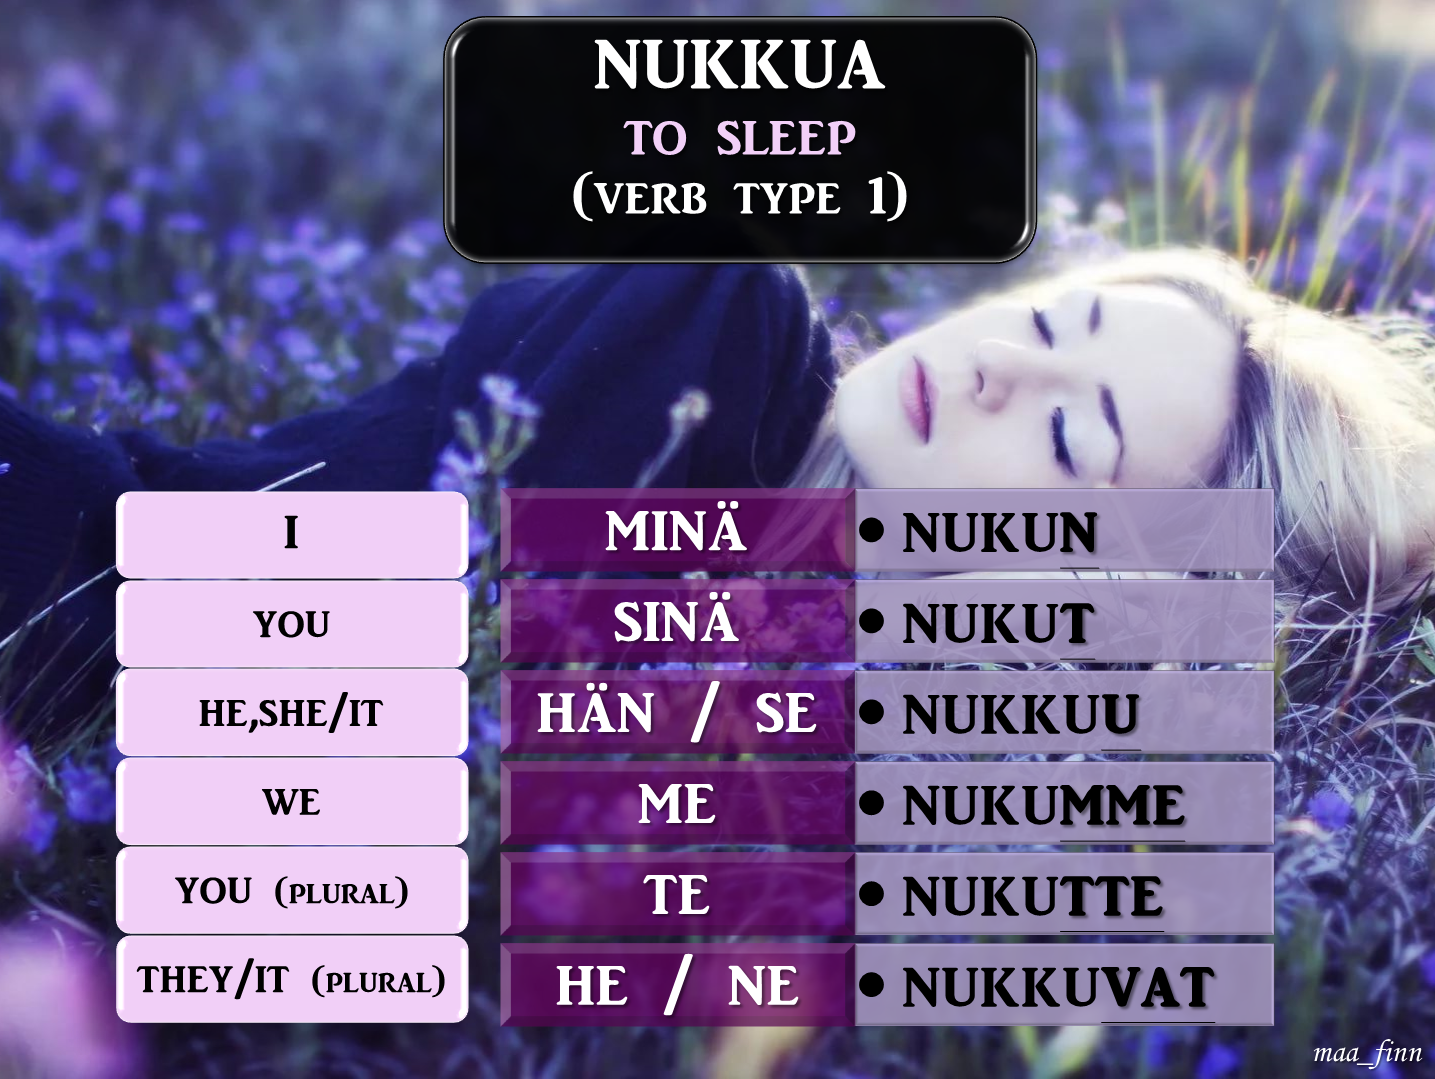 NUKKUA
TO SLEEP
(VERB TYPE 1)
I MINÄ • NUKUN
YOU SINÄ • NUKUT
HE,SHE/IT HÄN / SE • NUKKUU
WE ME • NUKUMME
YOU (PLURAL) TE • NUKUTTE
THEY/IT (PLURAL) HE / NE • NUKKUVAT
maa_finn